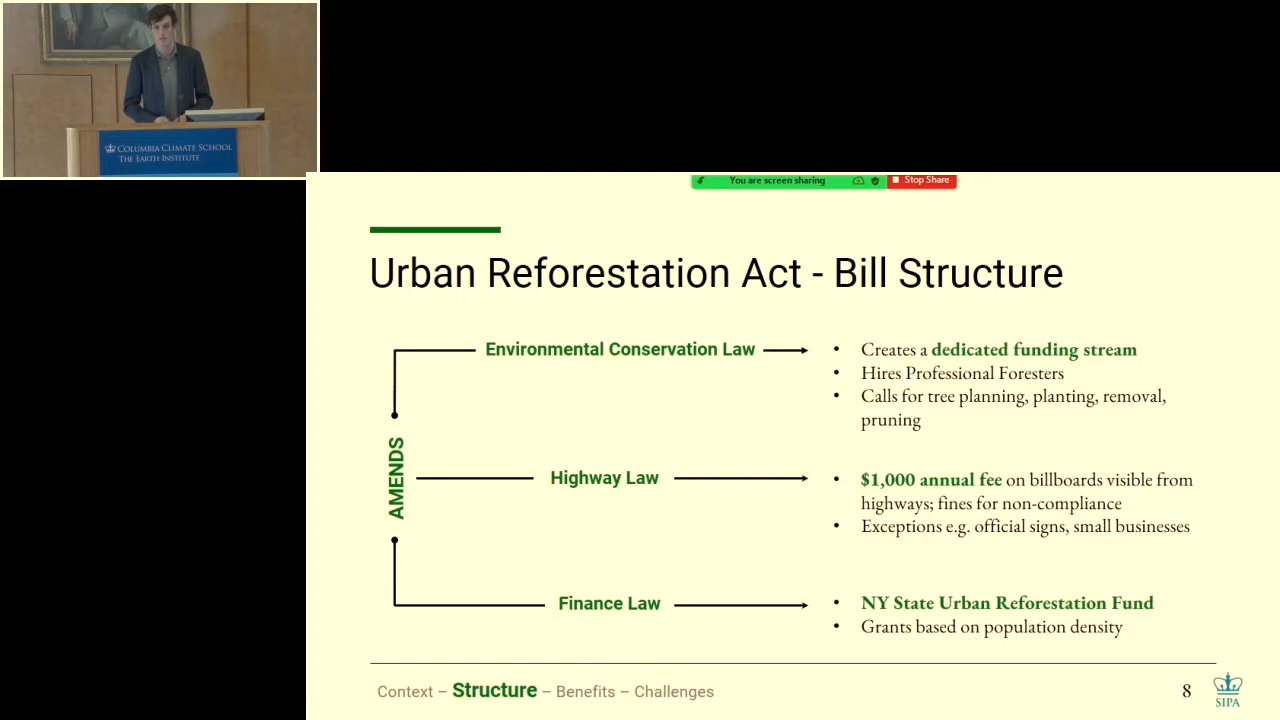 COLUMBIA CLIMATE SCHOOL
THE EARTH INSTITUTE
You are screen sharing
Stop Share
Urban Reforestation Act - Bill Structure
AMENDS
Environmental Conservation Law
• Creates a dedicated funding stream
• Hires Professional Foresters
• Calls for tree planning, planting, removal,
pruning
Highway Law
• $1,000 annual fee on billboards visible from
highways; fines for non-compliance
• Exceptions e.g. official signs, small businesses
Finance Law
• NY State Urban Reforestation Fund
• Grants based on population density
Context – Structure – Benefits – Challenges
8
SIPA